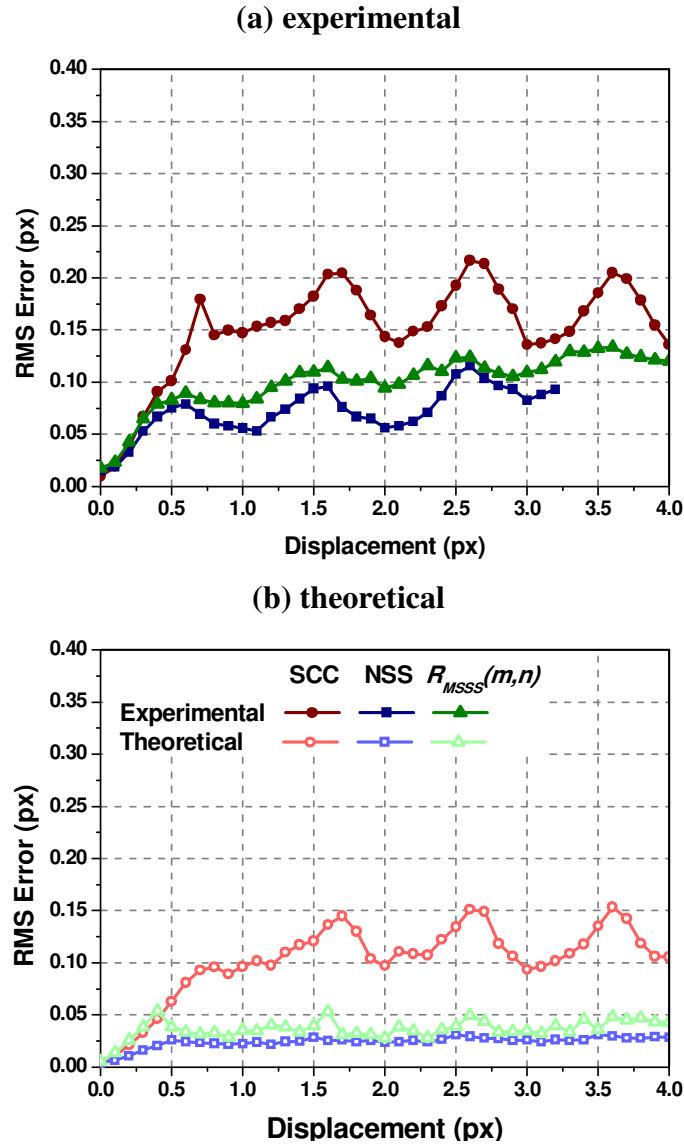 (a) experimental
0.40
0.35
0.30
0.25
0.20
0.15
0.10
0.05
0.00
RMS Error (px)
0.0 0.5 1.0 1.5 2.0 2.5 3.0 3.5 4.0
Displacement (px)
(b) theoretical
0.40
0.35
0.30
0.25
0.20
0.15
0.10
0.05
0.00
RMS Error (px)
SCC NSS R_MSSS(m,n)
Experimental
Theoretical
0.0 0.5 1.0 1.5 2.0 2.5 3.0 3.5 4.0
Displacement (px)